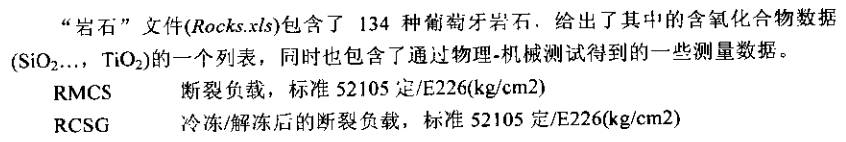 “岩石”文件(Rocks.xls)包含了 134 种葡萄牙岩石．给出了其中的含氧化合物数据
(SiO2…, TiO2)的一个列表，同时也包含了通过物理-机械测试得到的一些测量数据。
RMCS 断裂负载，标准 52105 定/E226(kg/cm2)
RCSG 冷冻/解冻后的断裂负载，标准 52105 定/E226(kg/cm2)